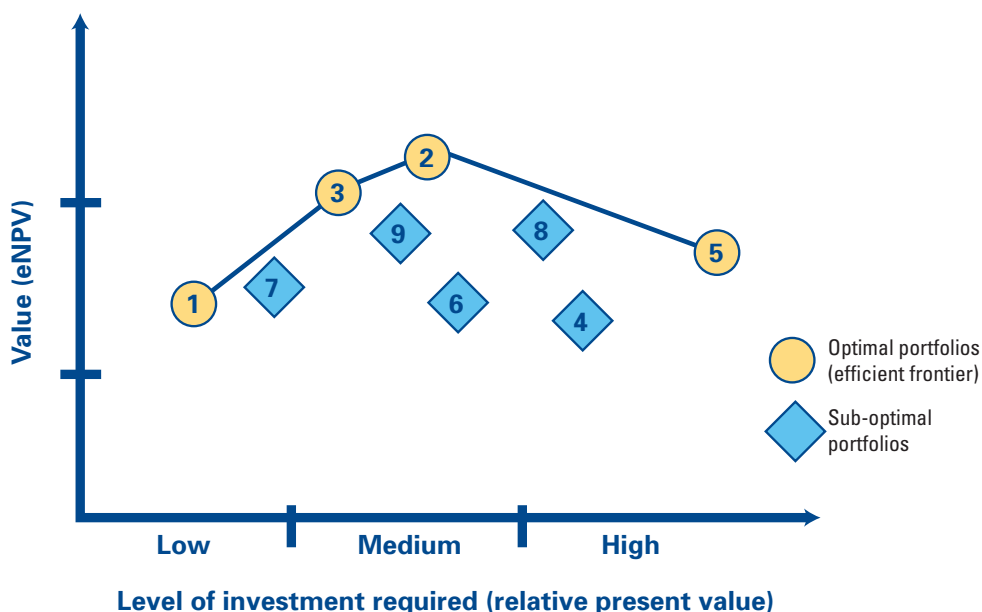 Value (eNPV)
2
3
9
8
5
7
1
6
4
Optimal portfolios
(efficient frontier)
Sub-optimal
portfolios
Low
Medium
High
Level of investment required (relative present value)